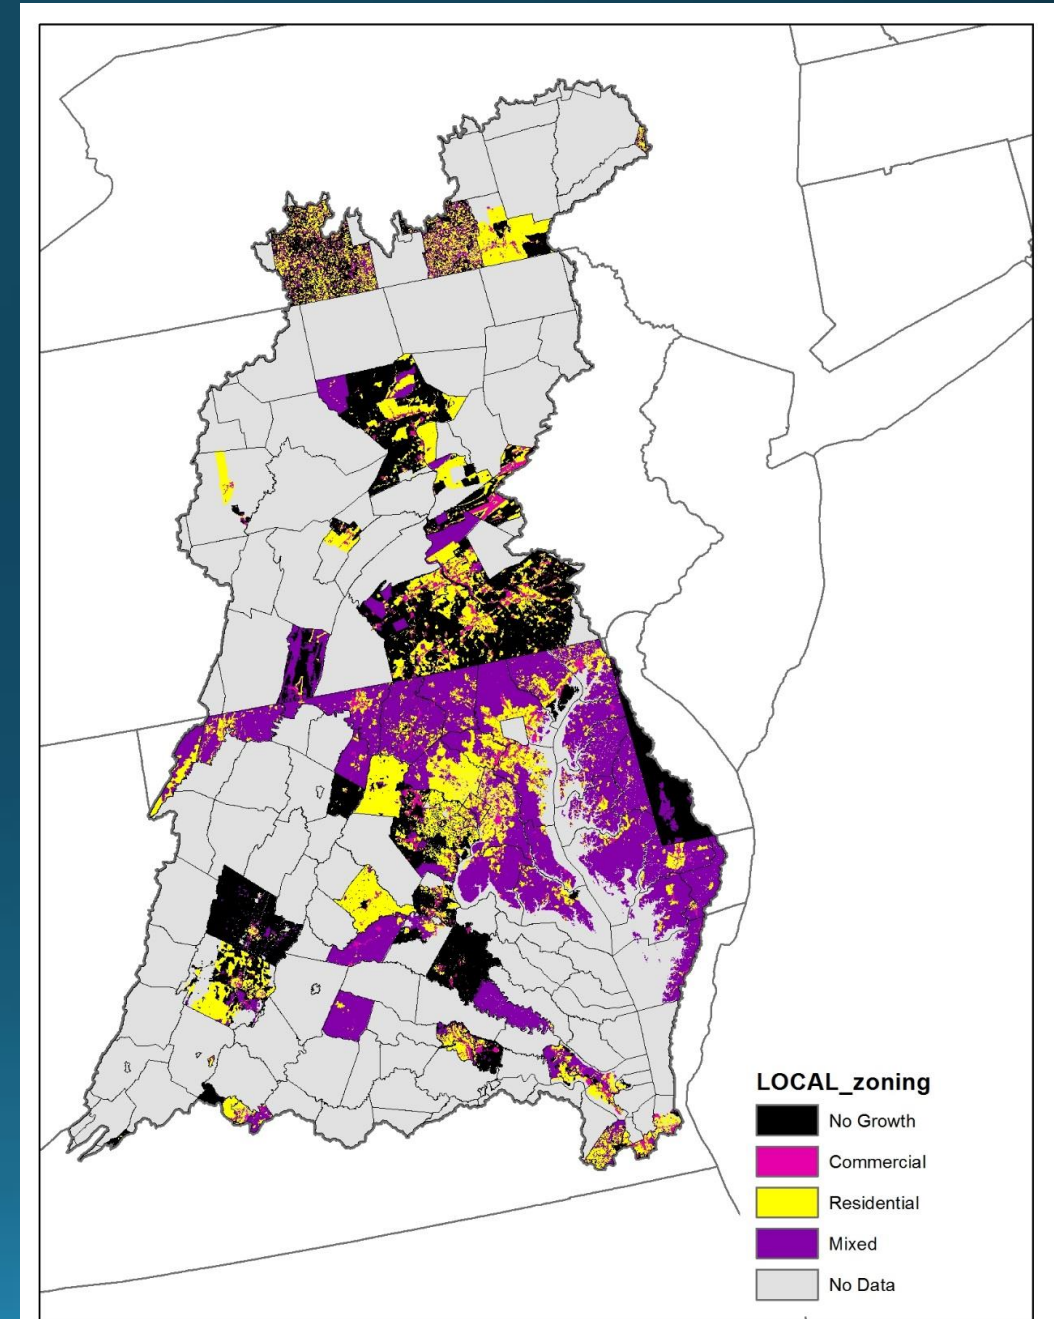 LOCAL_zoning
No Growth
Commercial
Residential
Mixed
No Data